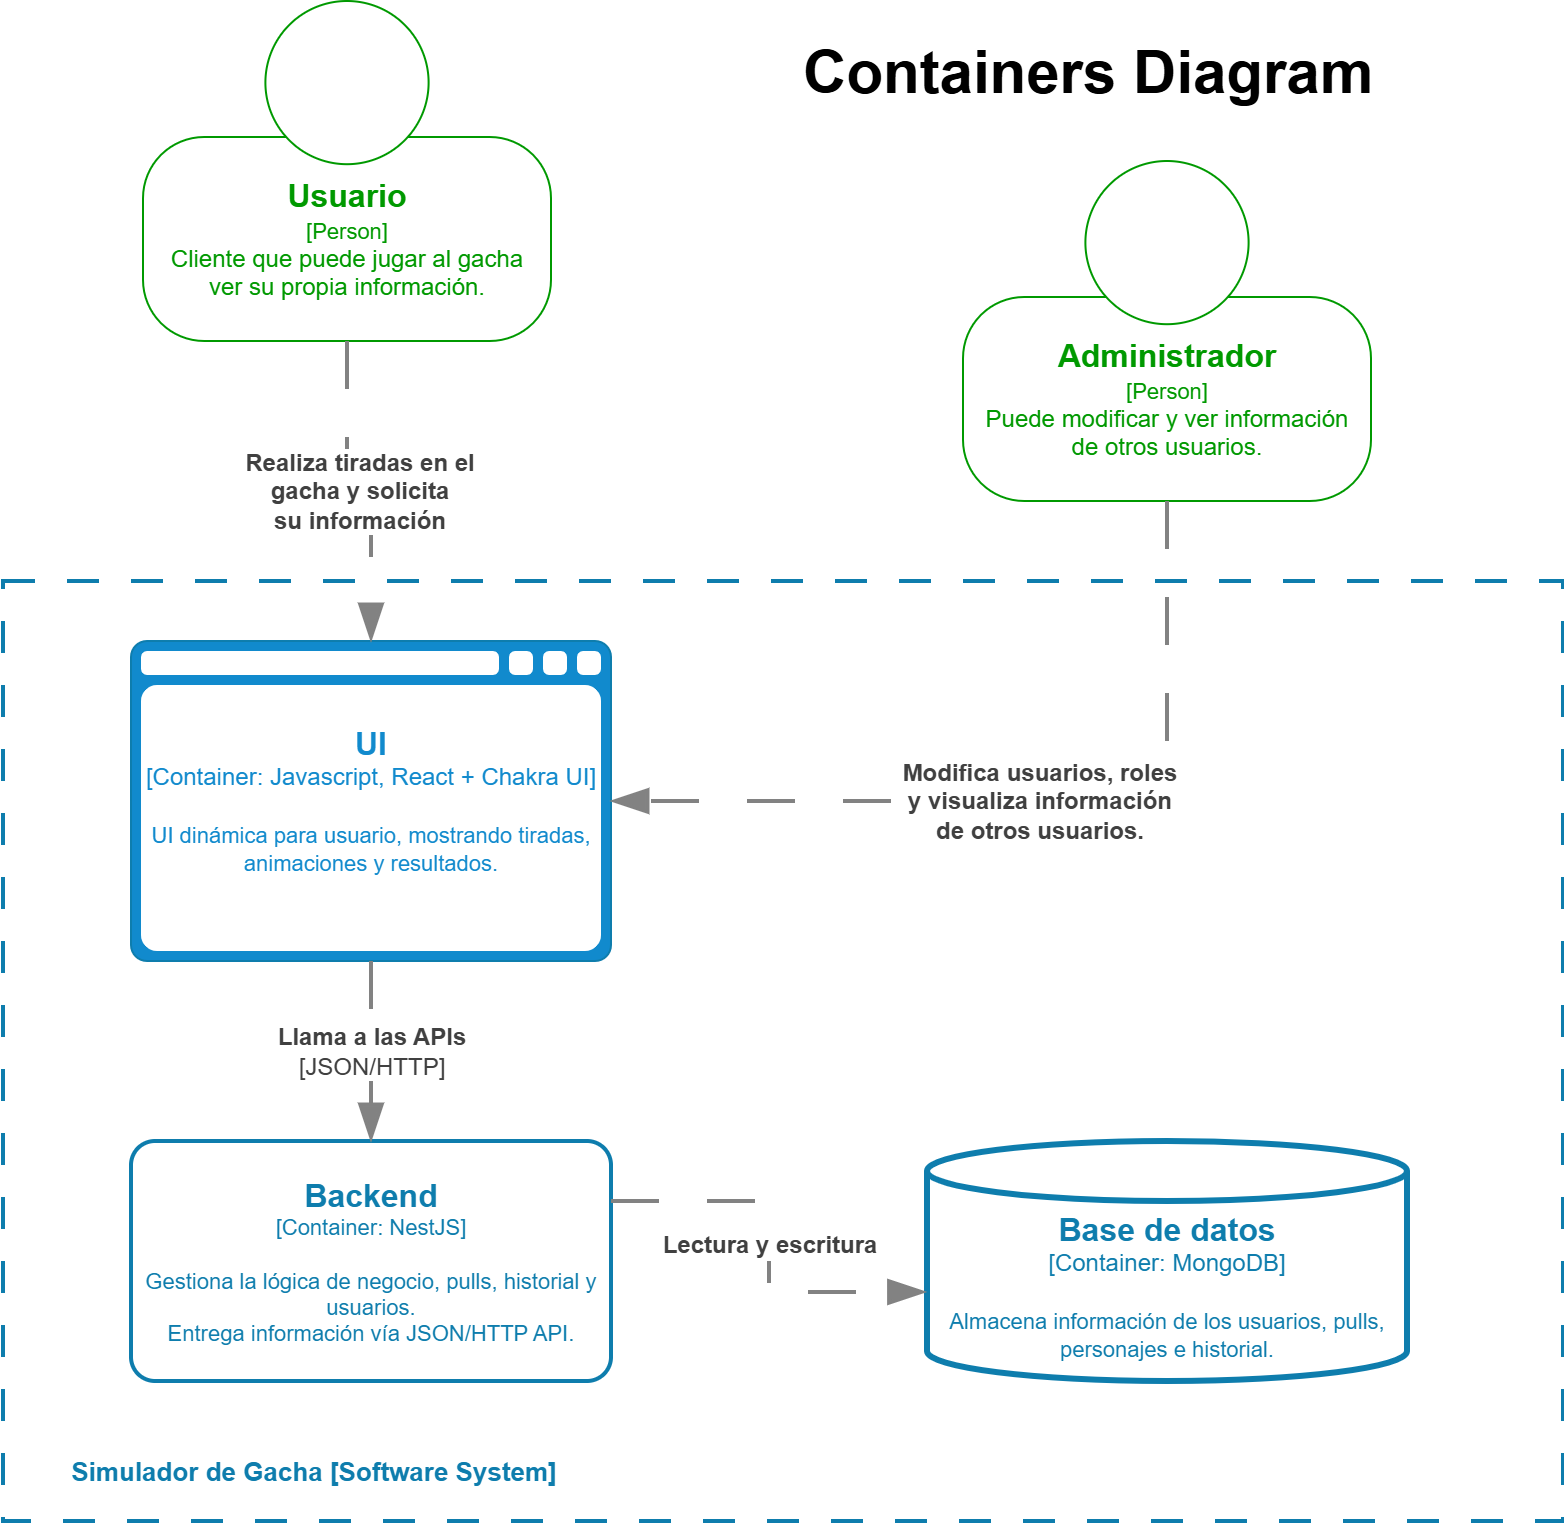 Containers Diagram
Usuario
[Person]
Cliente que puede jugar al gacha
ver su propia información.
Administrador
[Person]
Puede modificar y ver información
de otros usuarios.
Realiza tiradas en el
gacha y solicita
su información
UI
[Container: Javascript, React + Chakra UI]
UI dinámica para usuario, mostrando tiradas,
animaciones y resultados.
Modifica usuarios, roles
y visualiza información
de otros usuarios.
Llama a las APIs
[JSON/HTTP]
Backend
[Container: NestJS]
Gestiona la lógica de negocio, pulls, historial y
usuarios.
Entrega información vía JSON/HTTP API.
Lectura y escritura
Base de datos
[Container: MongoDB]
Almacena información de los usuarios, pulls,
personajes e historial.
Simulador de Gacha [Software System]